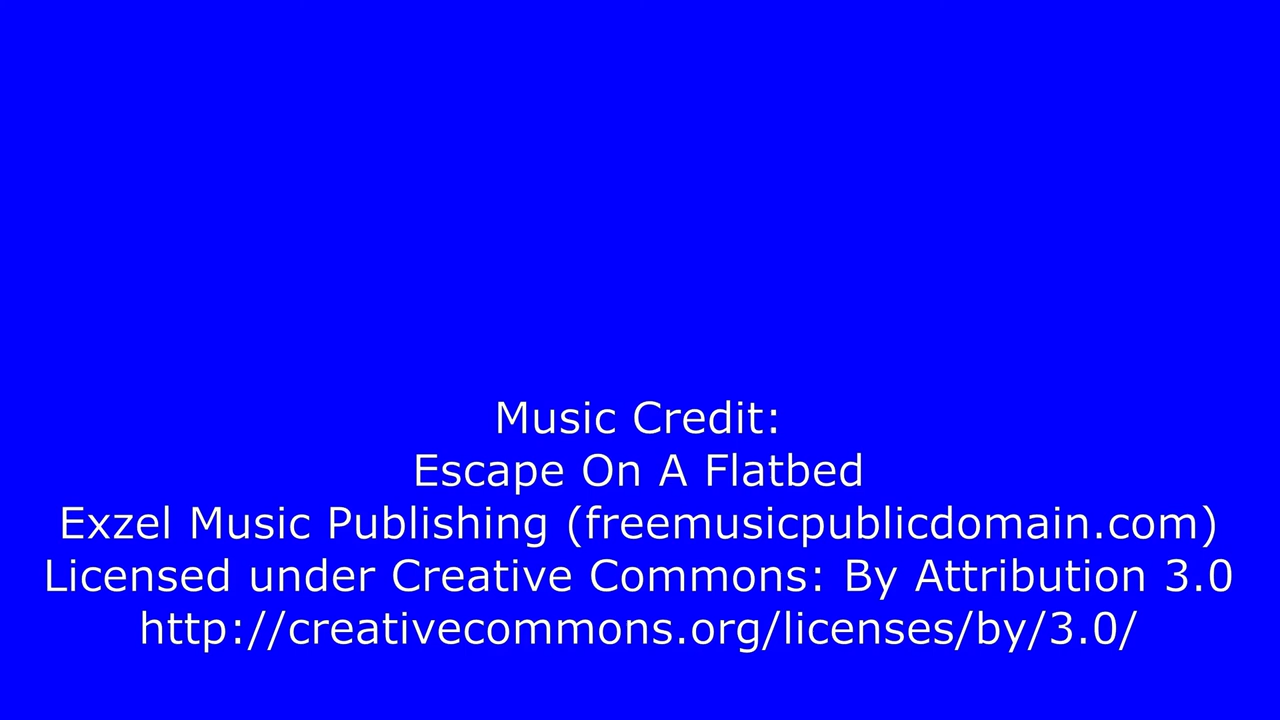 Music Credit:
Escape On A Flatbed
Exzel Music Publishing (freemusicpublicdomain.com)
Licensed under Creative Commons: By Attribution 3.0
http://creativecommons.org/licenses/by/3.0/